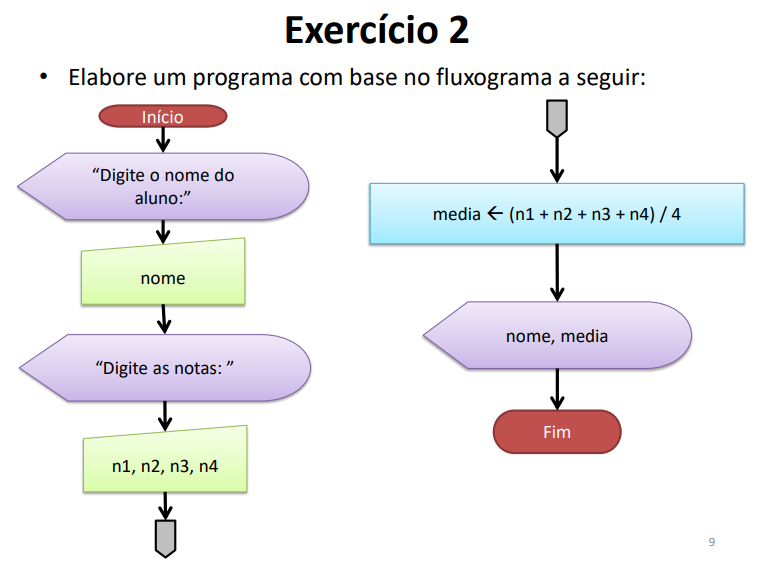 Exercício 2
• Elabore um programa com base no fluxograma a seguir:
Início
“Digite o nome do
aluno:”
nome
“Digite as notas: ”
n1, n2, n3, n4
media ← (n1 + n2 + n3 + n4) / 4
nome, media
Fim
9